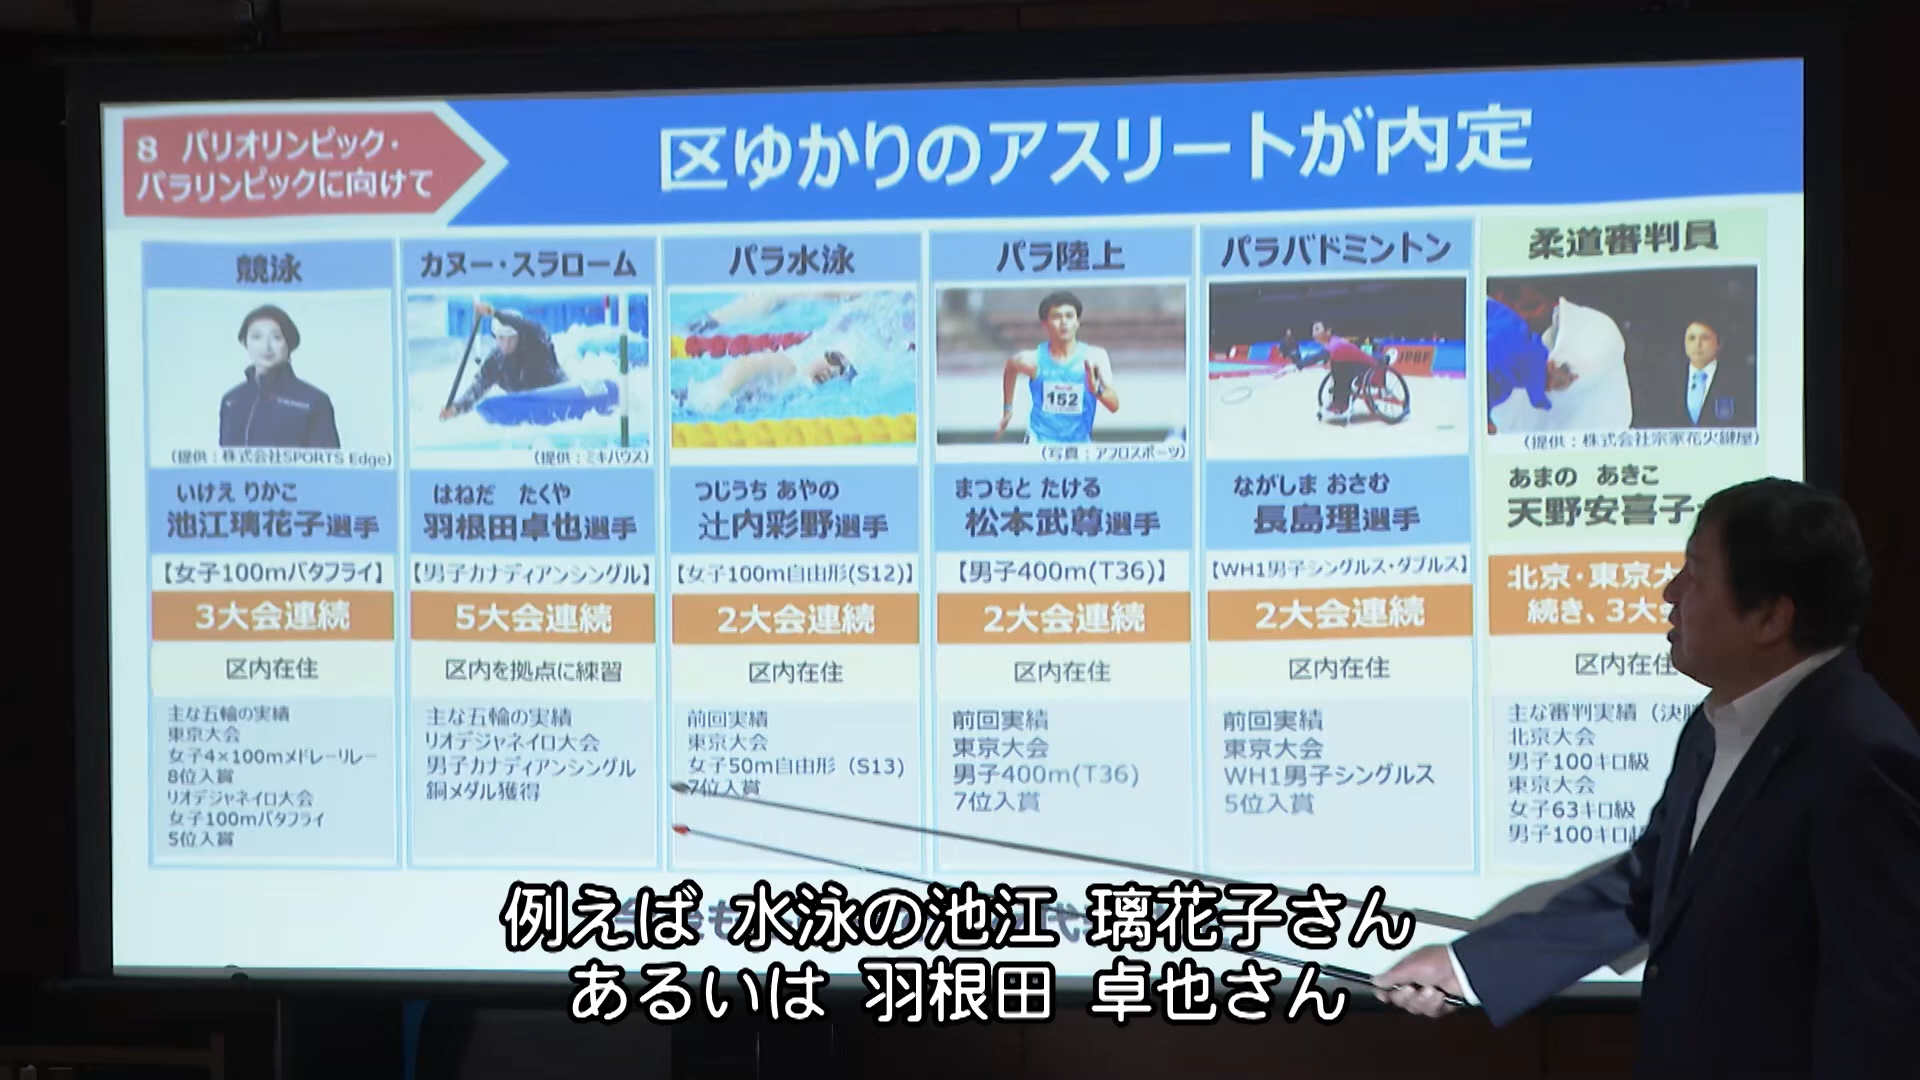 8 パリオリンピック・
パラリンピックに向けて
区ゆかりのアスリートが内定
競泳
(提供:株式会社SPORTS Edge)
いけえ りかこ
池江璃花子選手
【女子100mバタフライ】
3大会連続
区内在住
主な五輪の実績
東京大会
女子4×100mメドレーリレー
8位入賞
リオデジャネイロ大会
女子100mバタフライ
5位入賞
カヌー・スラローム
(提供:ミキハウス)
はねだ たくや
羽根田卓也選手
【男子カナディアンシングル】
5大会連続
区内を拠点に練習
主な五輪の実績
リオデジャネイロ大会
男子カナディアンシングル
銅メダル獲得
パラ水泳
つじうち あやの
辻内彩野選手
【女子100m自由形(S12)】
2大会連続
区内在住
前回実績
東京大会
女子50m自由形(S13)
7位入賞
パラ陸上
152
(写真:アフロスポーツ)
まつもと たける
松本武尊選手
【男子400m(T36)】
2大会連続
区内在住
前回実績
東京大会
男子400m(T36)
7位入賞
パラバドミントン
ながしま おさむ
長島理選手
【WH1男子シングルス・ダブルス】
2大会連続
区内在住
前回実績
東京大会
WH1男子シングルス
5位入賞
柔道審判員
(提供:株式会社宗家花火鍵屋)
あまの あきこ
天野安喜子
北京・東京大
続き、3大会
区内在住
主な審判実績(決勝
北京大会
男子100キロ級
東京大会
女子63キロ級
男子100キロ
例えば 水泳の池江 璃花子さん
あるいは 羽根田 卓也さん